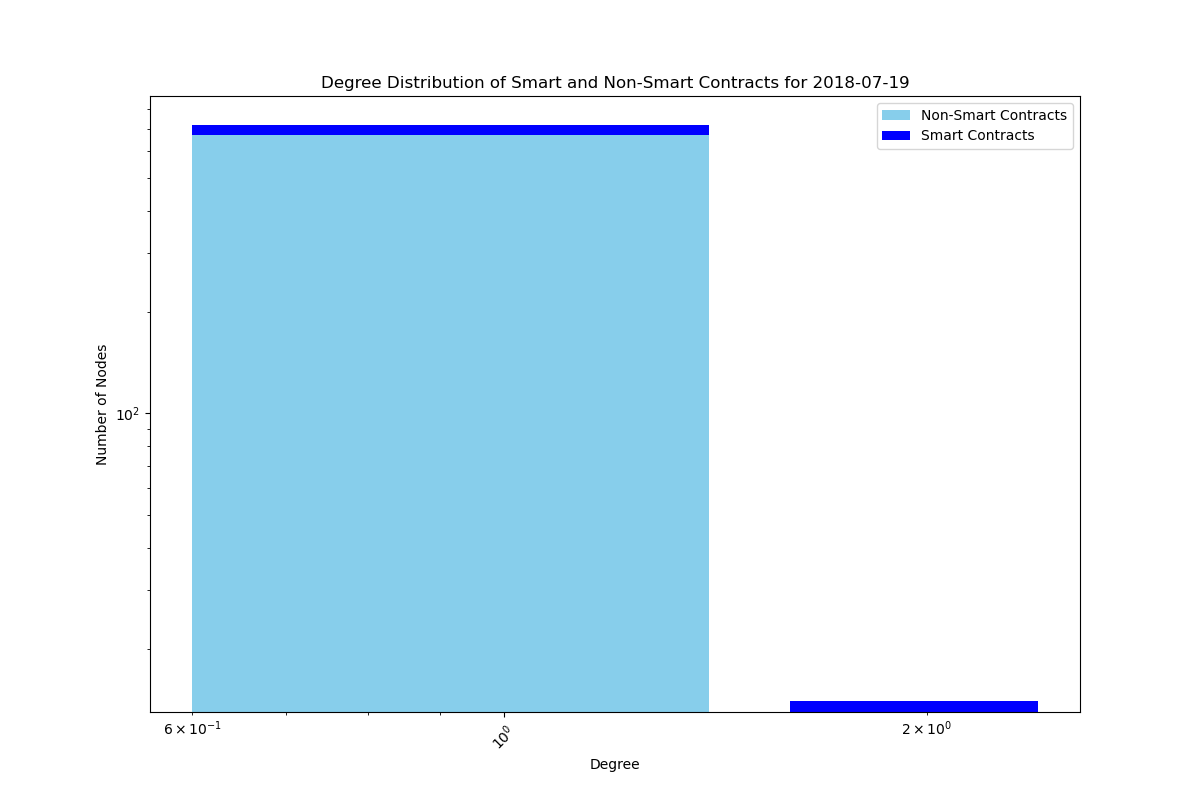 Degree Distribution of Smart and Non-Smart Contracts for 2018-07-19
Non-Smart Contracts
Smart Contracts
Number of Nodes
10²
6 × 10⁻¹
10⁰
2 × 10⁰
Degree